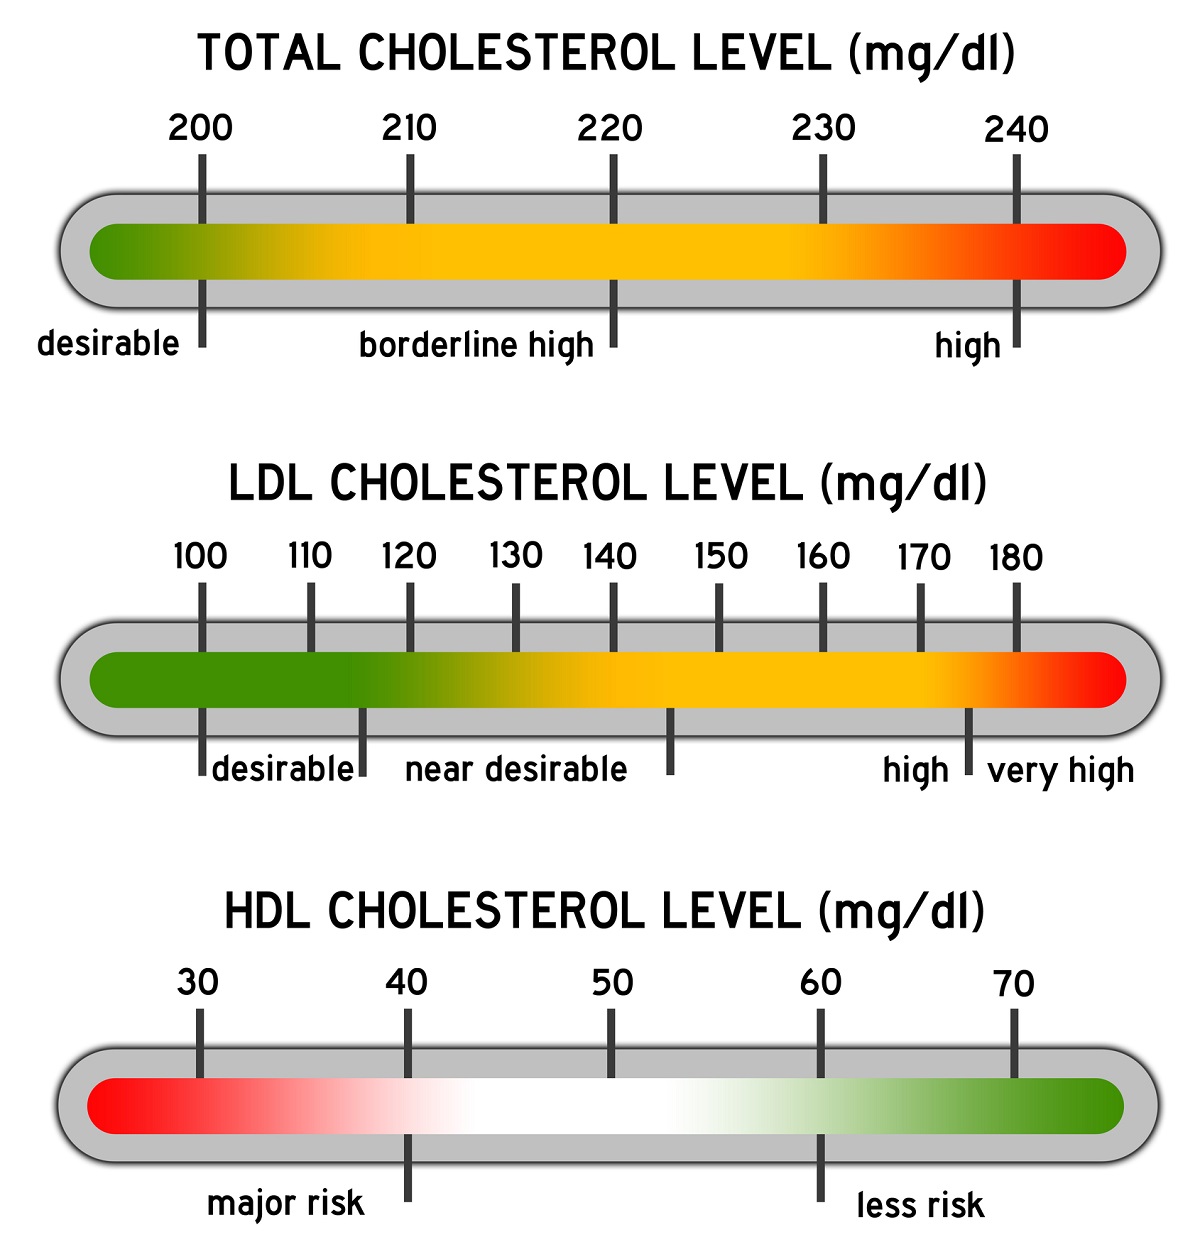 TOTAL CHOLESTEROL LEVEL (mg/dl)
200 210 220 230 240
desirable borderline high high
LDL CHOLESTEROL LEVEL (mg/dl)
100 110 120 130 140 150 160 170 180
desirable near desirable high very high
HDL CHOLESTEROL LEVEL (mg/dl)
30 40 50 60 70
major risk less risk